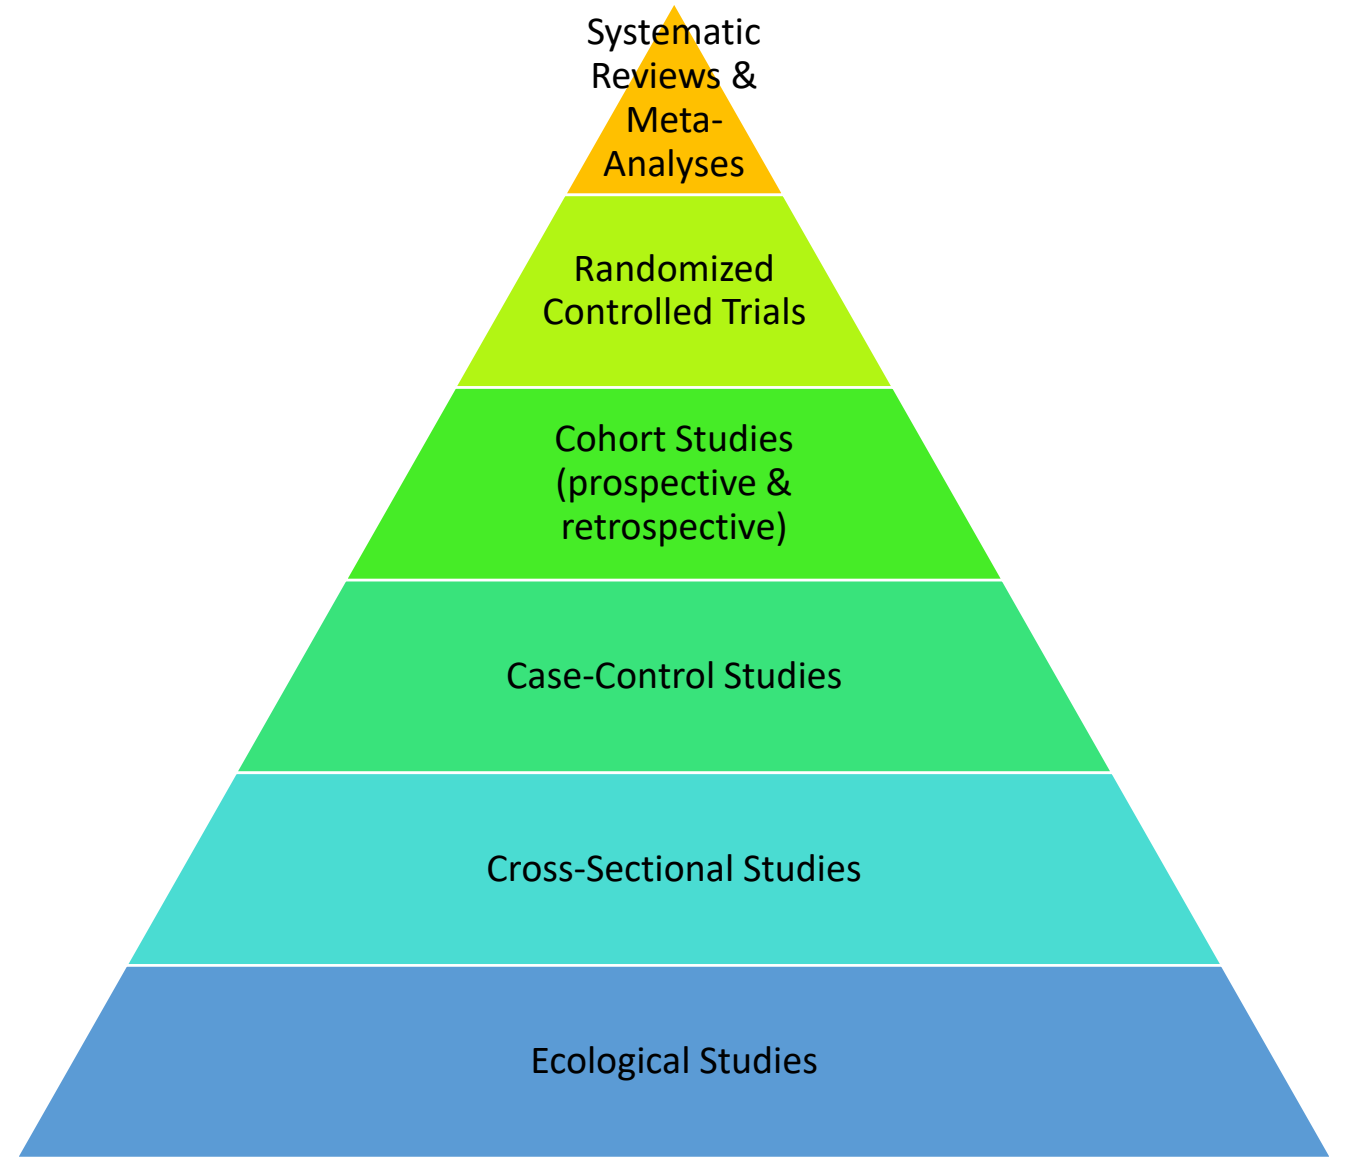 Systematic
Reviews &
Meta-
Analyses
Randomized
Controlled Trials
Cohort Studies
(prospective &
retrospective)
Case-Control Studies
Cross-Sectional Studies
Ecological Studies